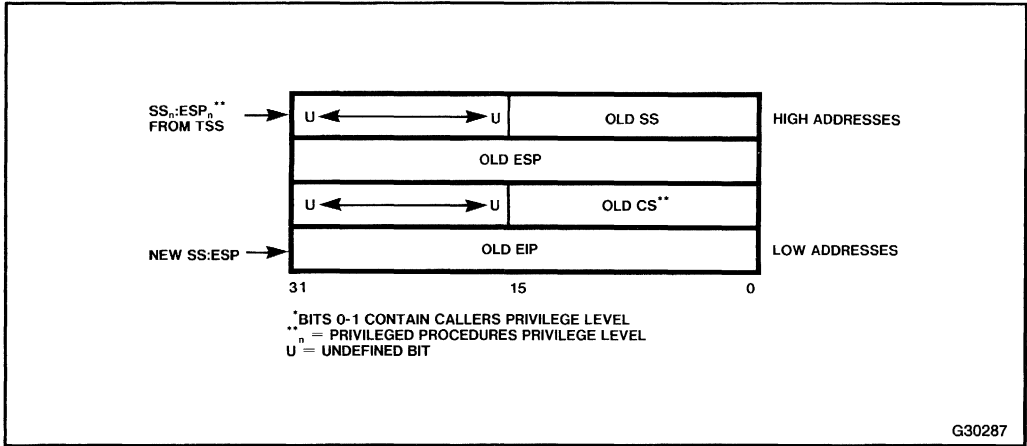 SSn:ESPn**
FROM TSS
U U OLD SS
HIGH ADDRESSES
OLD ESP
U U OLD CS**
NEW SS:ESP
OLD EIP
LOW ADDRESSES
31 15 0
*BITS 0-1 CONTAIN CALLERS PRIVILEGE LEVEL
**n = PRIVILEGED PROCEDURES PRIVILEGE LEVEL
U = UNDEFINED BIT
G30287